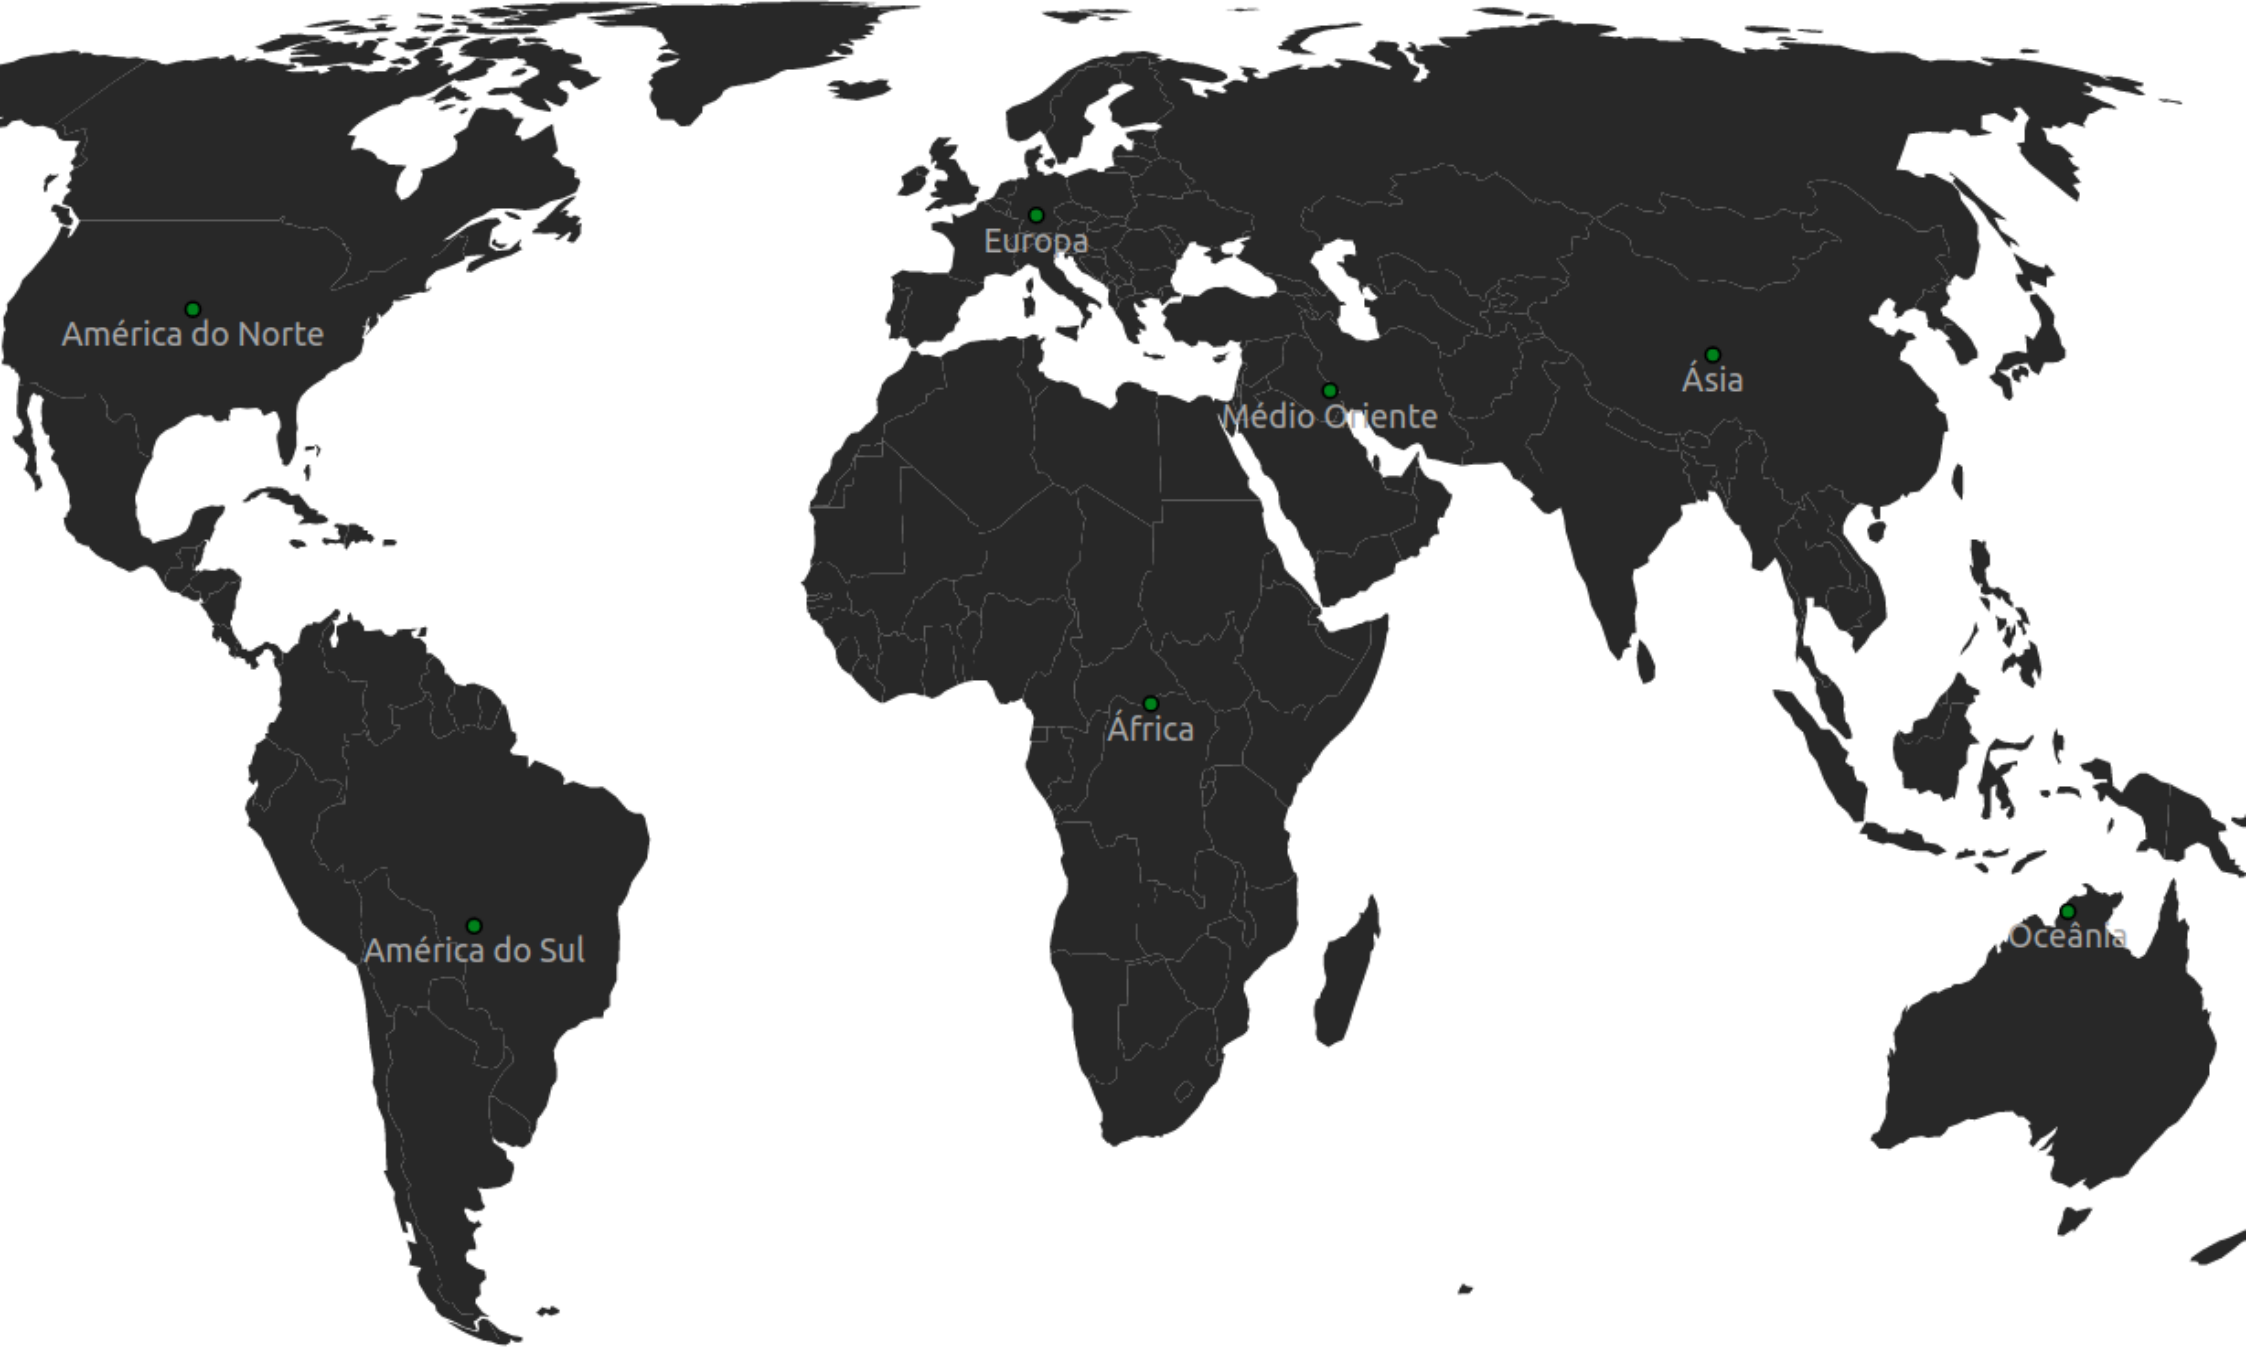 Europa
América do Norte
Ásia
Médio Oriente
África
Oceânia
América do Sul